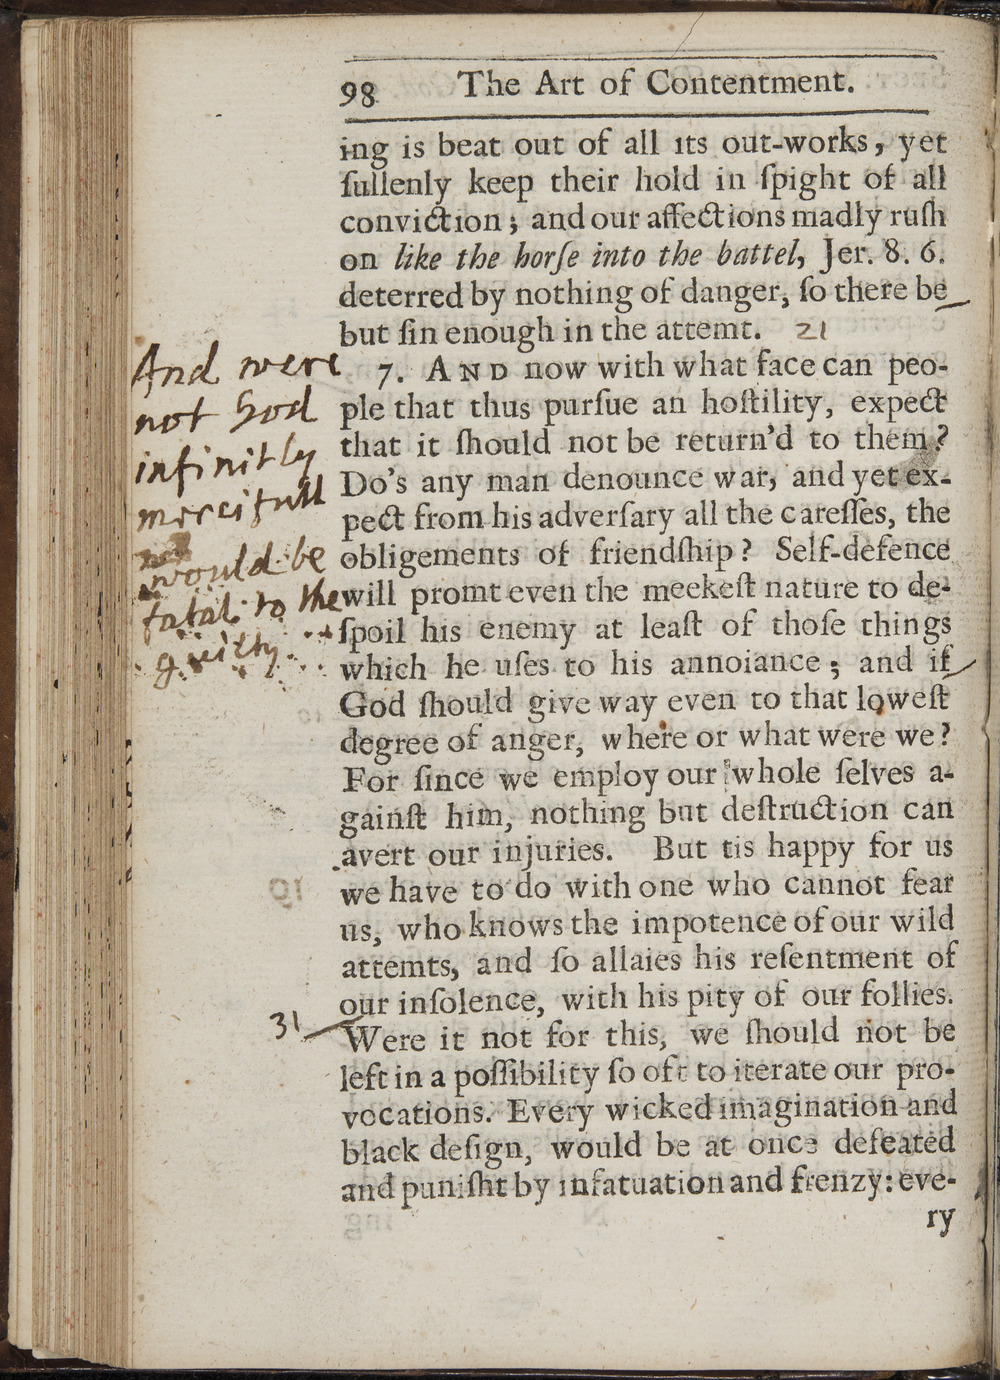 98 The Art of Contentment.
ing is beat out of all its out-works, yet
ſullenly keep their hold in ſpight of all
conviction; and our affections madly ruſh
on like the horſe into the battel, Jer. 8. 6.
deterred by nothing of danger, ſo there be
but ſin enough in the attemt. 21
7. AND now with what face can peo-
ple that thus purſue an hoſtility, expect
that it ſhould not be return'd to them?
Do's any man denounce war, and yet ex-
pect from his adverſary all the careſſes, the
obligements of friendſhip? Self-defence
will promt even the meekeſt nature to de-
ſpoil his enemy at leaſt of thoſe things
which he uſes to his annoiance; and if
God ſhould give way even to that loweſt
degree of anger, where or what were we?
For ſince we employ our whole ſelves a-
gainſt him, nothing but deſtruction can
avert our injuries. But tis happy for us
we have to do with one who cannot fear
us, who knows the impotence of our wild
attemts, and ſo allaies his reſentment of
our inſolence, with his pity of our follies.
Were it not for this, we ſhould not be
left in a poſſibility ſo oft to iterate our pro-
vocations. Every wicked imagination and
black deſign, would be at once defeated
and puniſht by infatuation and frenzy: eve-
ry
And were
not God
infinitly
mercifull
would be
fatal to the
guilty
31